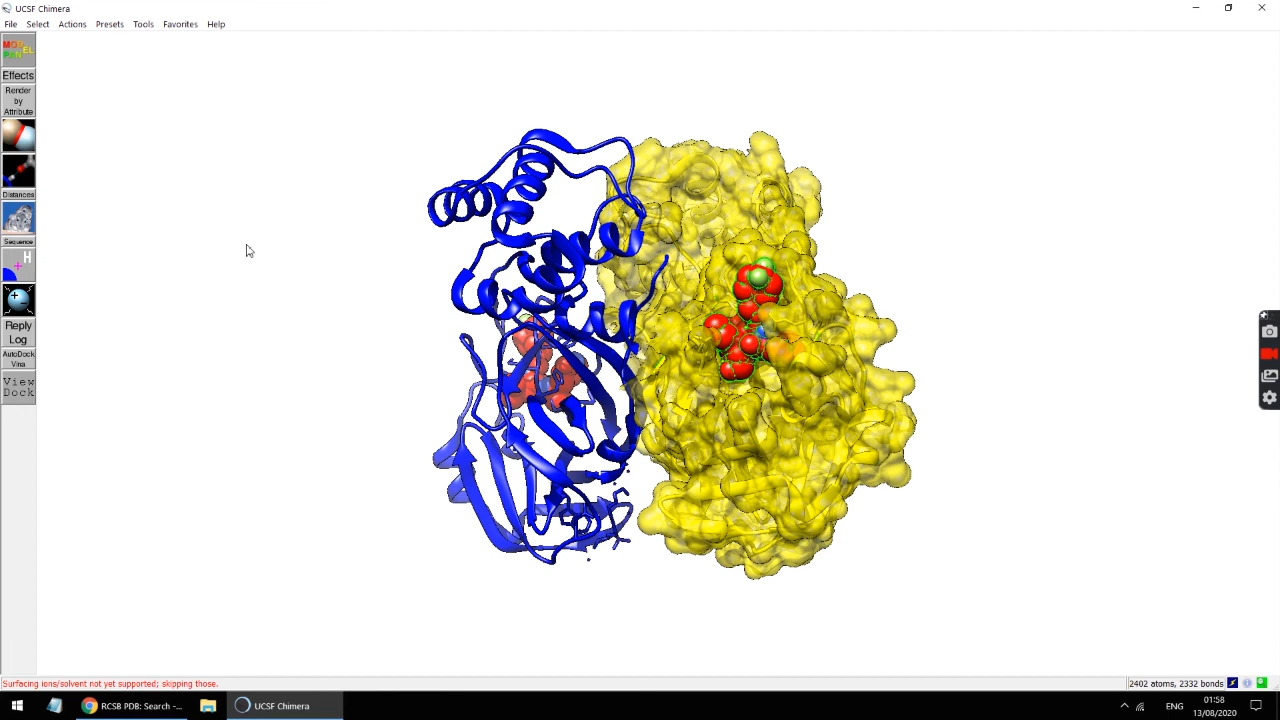 UCSF Chimera
File Select Actions Presets Tools Favorites Help
MODEL
PAN
Effects
Render
by
Attribute
Distances
Sequence
H
Reply
Log
AutoDock
Vina
View
Dock
Surfacing ions/solvent not yet supported; skipping those.
2402 atoms, 2332 bonds
RCSB PDB: Search -...
UCSF Chimera
ENG
01:58
13/08/2020